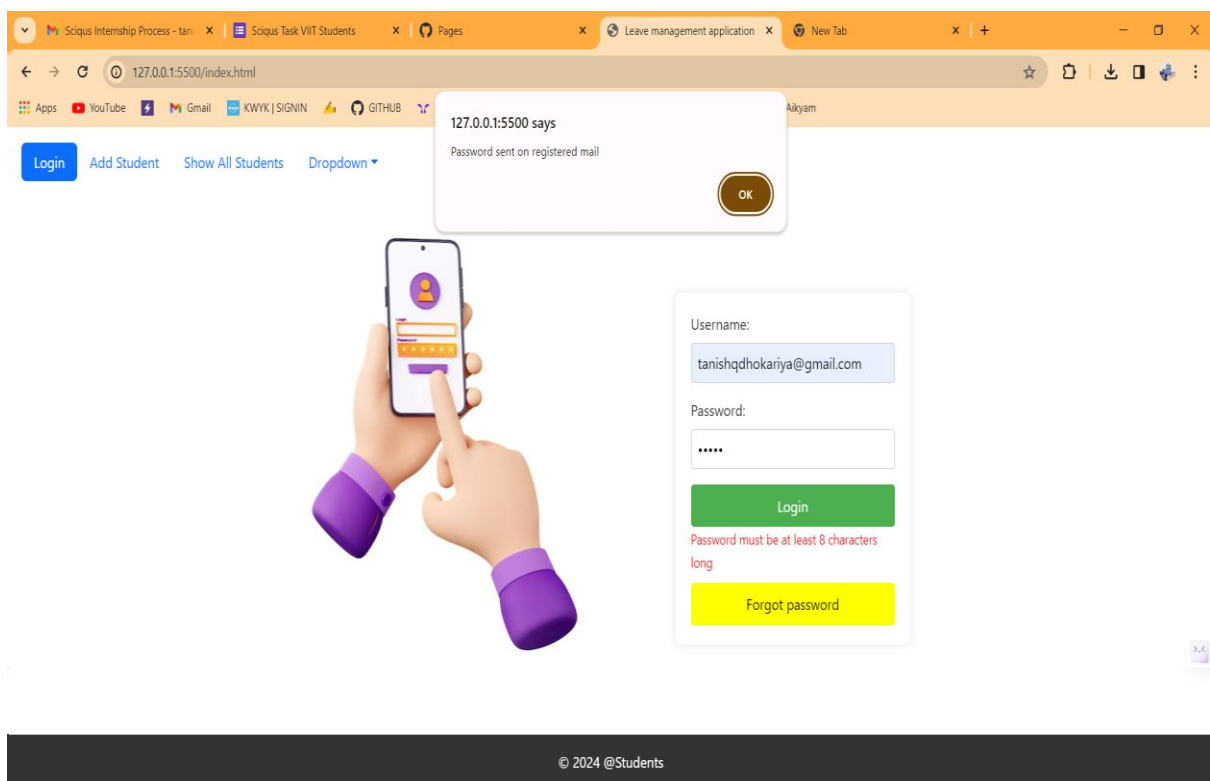 Sciqus Internship Process - tan
Sciqus Task VIIT Students
Pages
Leave management application
New Tab
127.0.0.1:5500/index.html
Apps
YouTube
Gmail
KWYK | SIGNIN
GITHUB
Aikyam
127.0.0.1:5500 says
Password sent on registered mail
OK
Login
Add Student
Show All Students
Dropdown
Login
Password
Username:
tanishqdhokariya@gmail.com
Password:
•••••
Login
Password must be at least 8 characters
long
Forgot password
© 2024 @Students